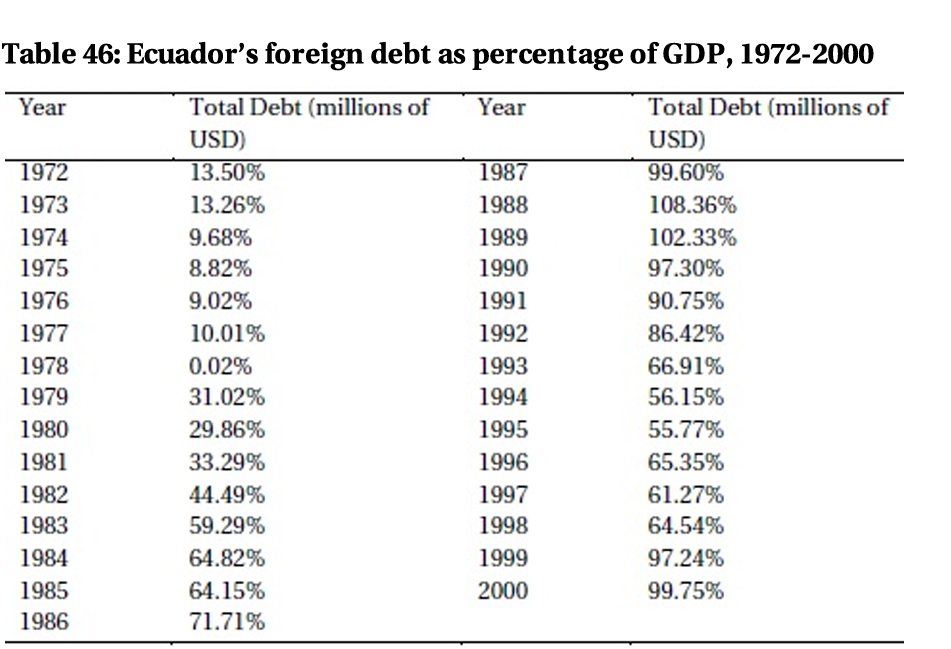 Table 46: Ecuador’s foreign debt as percentage of GDP, 1972-2000
Year Total Debt (millions of USD) Year Total Debt (millions of USD)
1972 13.50% 1987 99.60%
1973 13.26% 1988 108.36%
1974 9.68% 1989 102.33%
1975 8.82% 1990 97.30%
1976 9.02% 1991 90.75%
1977 10.01% 1992 86.42%
1978 0.02% 1993 66.91%
1979 31.02% 1994 56.15%
1980 29.86% 1995 55.77%
1981 33.29% 1996 65.35%
1982 44.49% 1997 61.27%
1983 59.29% 1998 64.54%
1984 64.82% 1999 97.24%
1985 64.15% 2000 99.75%
1986 71.71%